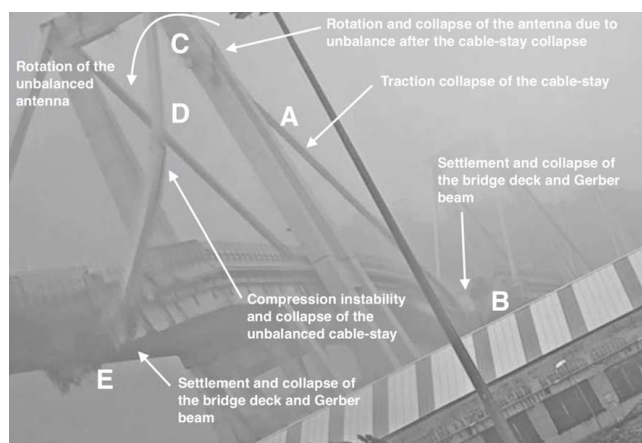 Rotation and collapse of the antenna due to
unbalance after the cable-stay collapse
C
Rotation of the
unbalanced
antenna
Traction collapse of the cable-stay
A
D
Settlement and collapse of
the bridge deck and Gerber
beam
B
Compression instability
and collapse of the
unbalanced cable-stay
E
Settlement and collapse of
the bridge deck and Gerber
beam